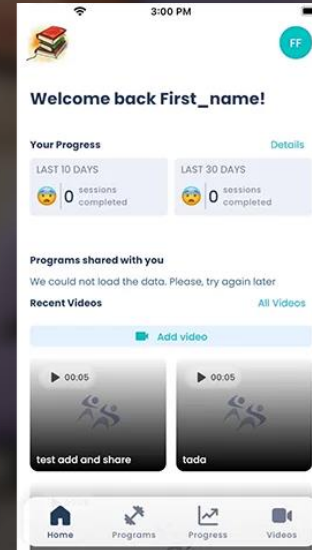 3:00 PM
FF
Welcome back First_name!
Your Progress
Details
LAST 10 DAYS
0 sessions
completed
LAST 30 DAYS
0 sessions
completed
Programs shared with you
We could not load the data. Please, try again later
Recent Videos
All Videos
Add video
00:05
test add and share
00:05
tada
Home
Programs
Progress
Videos